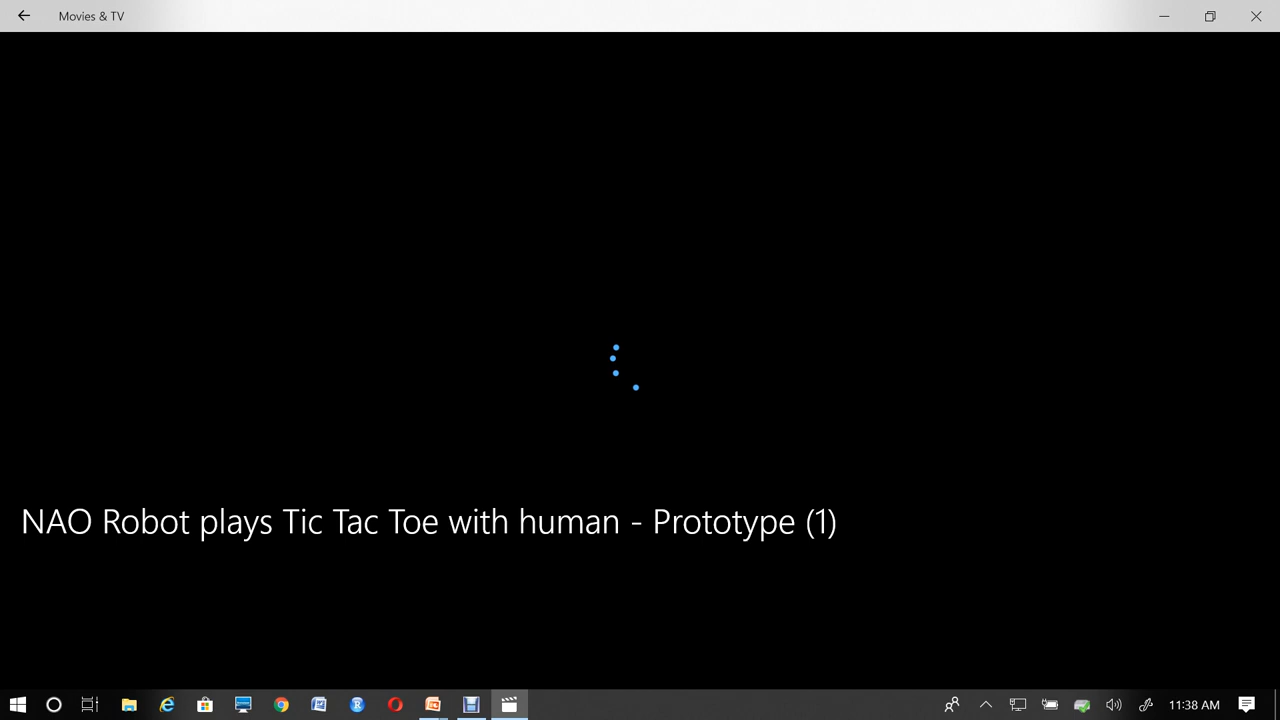 Movies & TV
NAO Robot plays Tic Tac Toe with human - Prototype (1)
11:38 AM